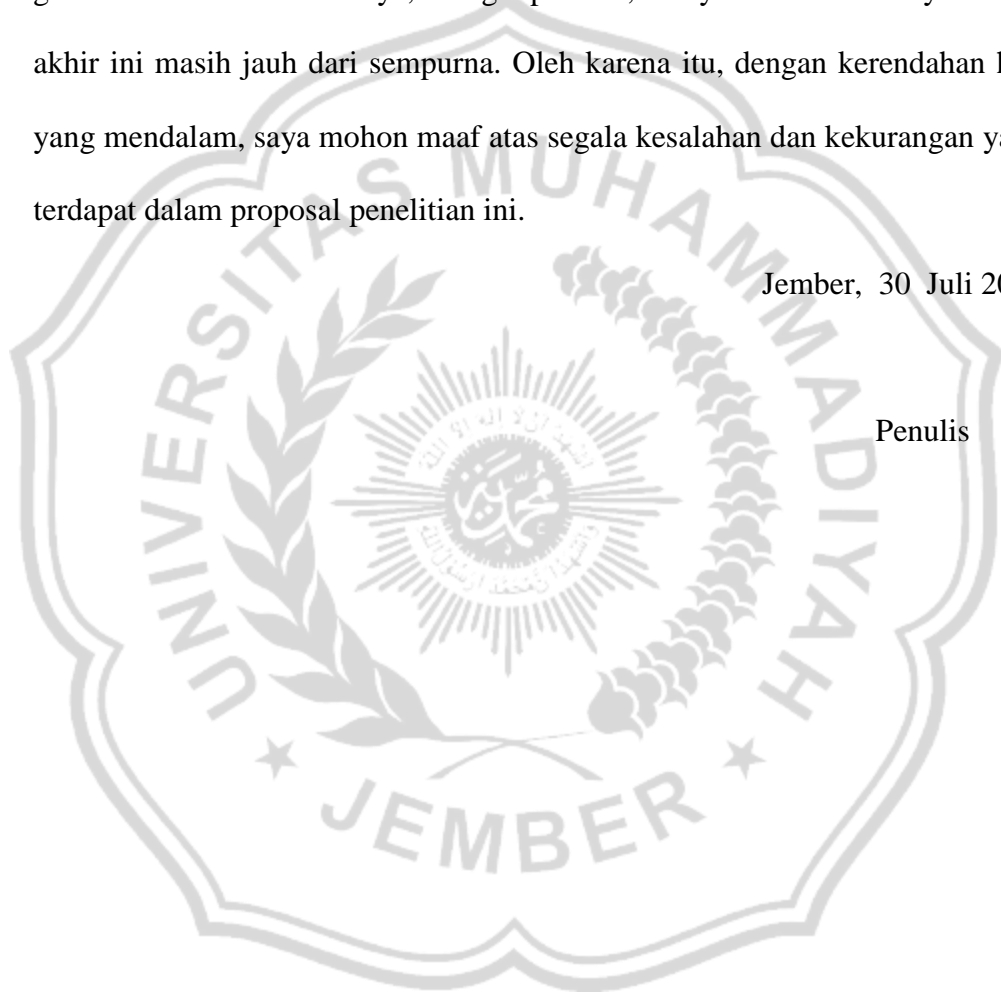 akhir ini masih jauh dari sempurna. Oleh karena itu, dengan kerendahan
yang mendalam, saya mohon maaf atas segala kesalahan dan kekurangan
terdapat dalam proposal penelitian ini.
Jember, 30 Juli
Penulis
UNIVERSITAS MUHAMMADIYAH
JEMBER